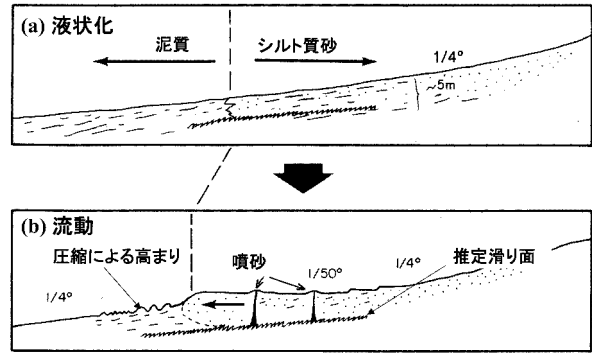 (a) 液状化
泥質
シルト質砂
1/4°
~5m
(b) 流動
圧縮による高まり
噴砂
1/50°
1/4°
推定滑り面
1/4°